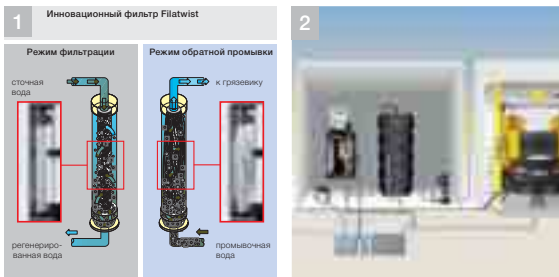 1
Инновационный фильтр Filatwist
Режим фильтрации
сточная
вода
регенериро-
ванная вода
Режим обратной промывки
к грязевику
промывочная
вода
2